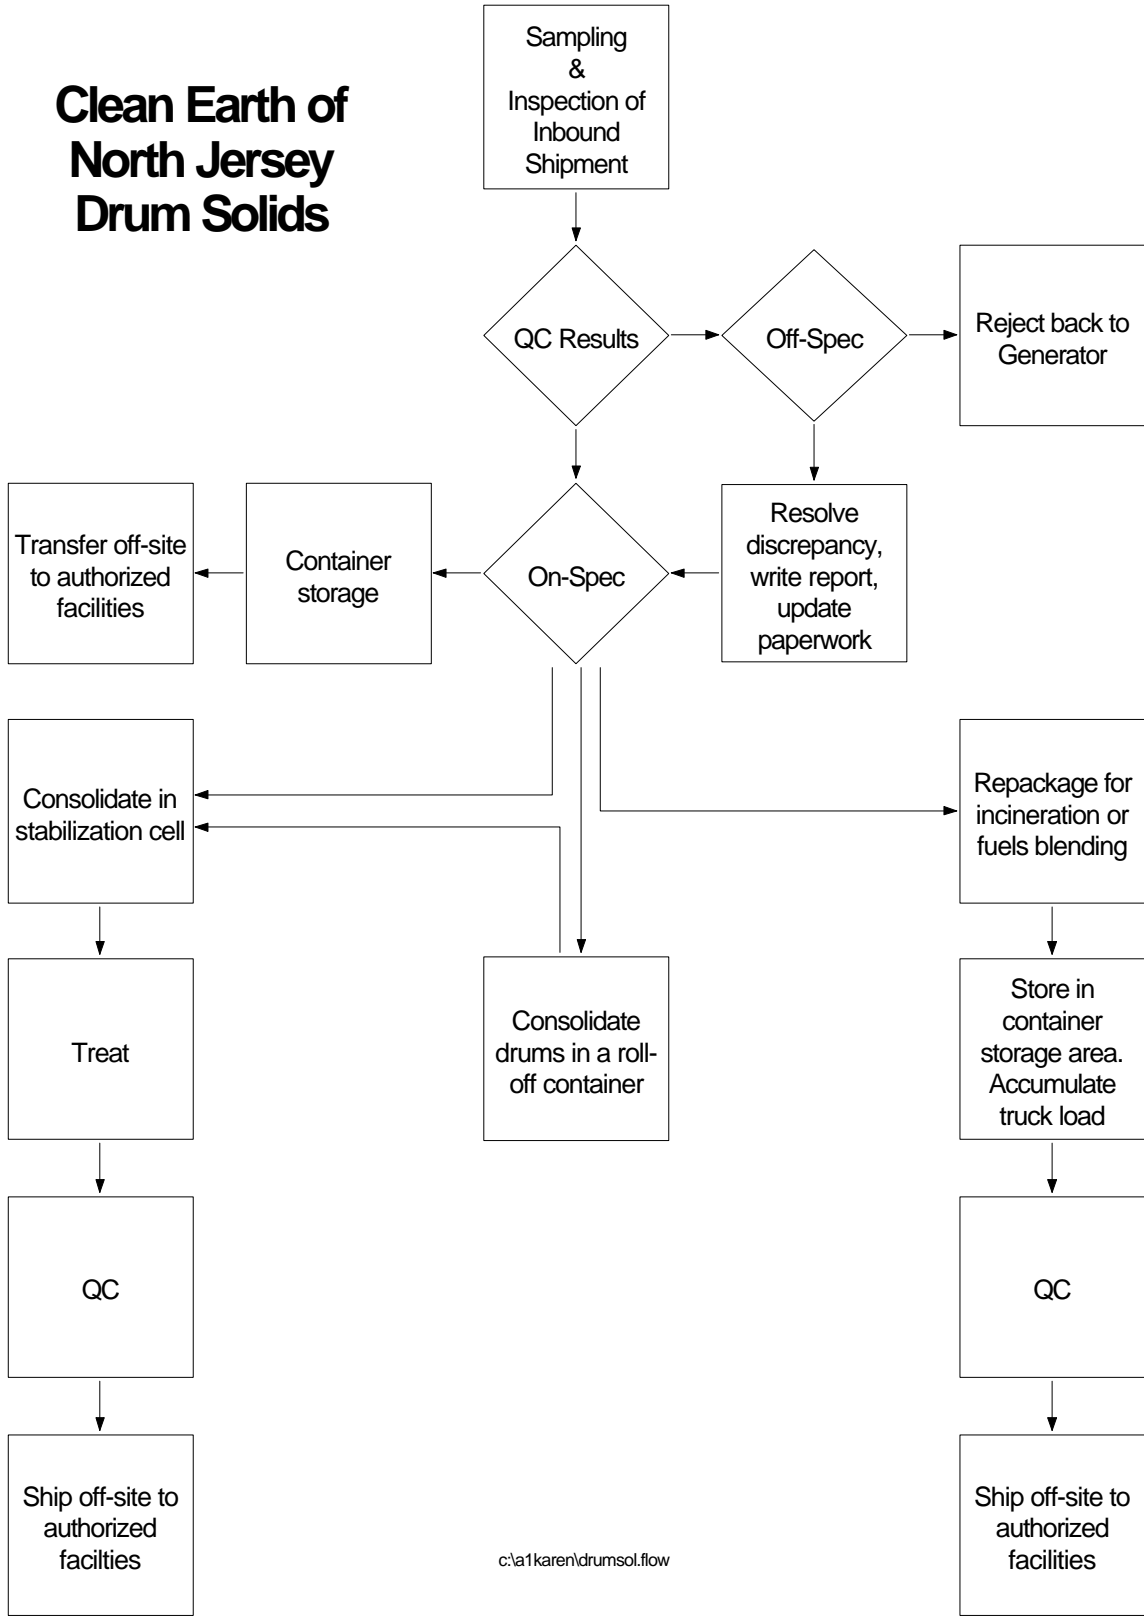 Clean Earth of
North Jersey
Drum Solids
Sampling
&
Inspection of
Inbound
Shipment
QC Results
Off-Spec
Reject back to
Generator
Transfer off-site
to authorized
facilities
Container
storage
On-Spec
Resolve
discrepancy,
write report,
update
paperwork
Consolidate in
stabilization cell
Repackage for
incineration or
fuels blending
Treat
Consolidate
drums in a roll-
off container
Store in
container
storage area.
Accumulate
truck load
QC
QC
Ship off-site to
authorized
facilties
c:\a1karen\drumsol.flow
Ship off-site to
authorized
facilities